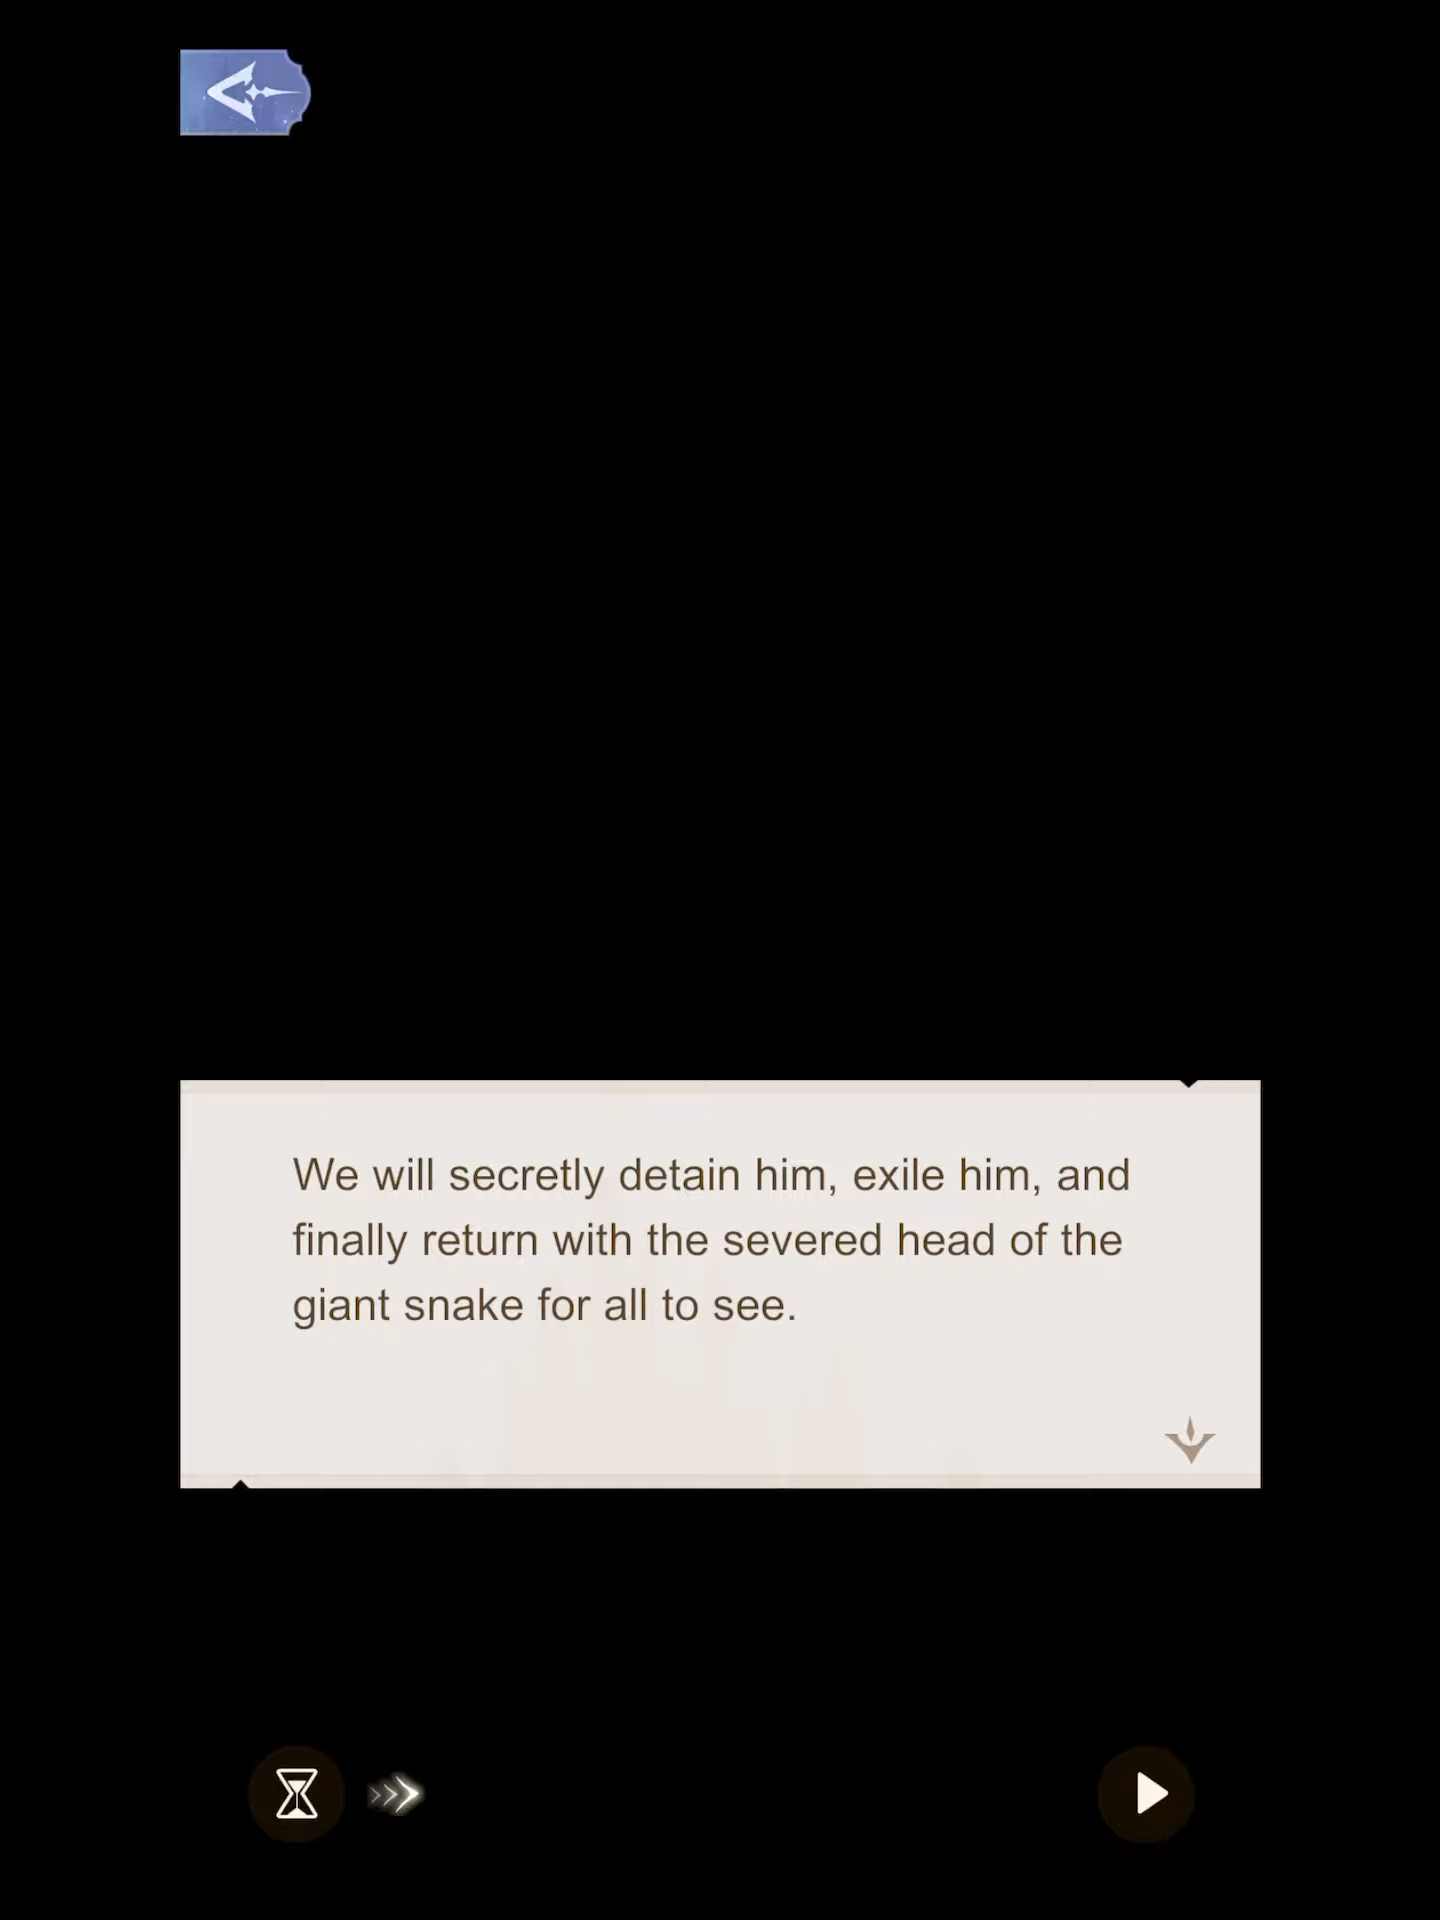 We will secretly detain him, exile him, and
finally return with the severed head of the
giant snake for all to see.